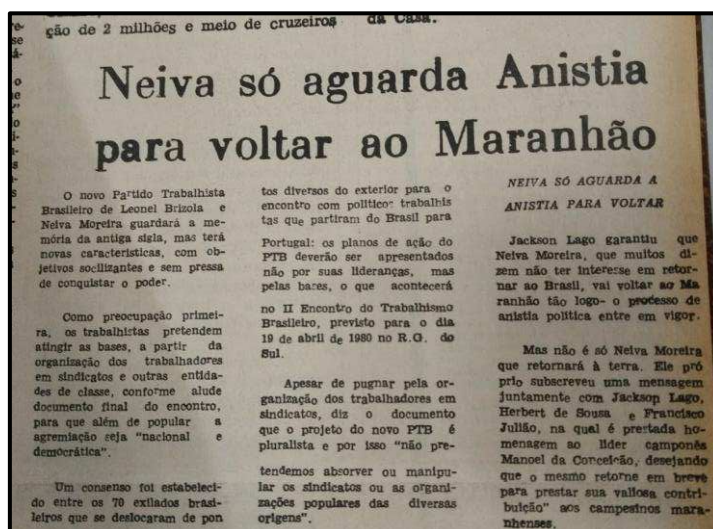 ção de 2 milhões e meio de cruzeiros
da Casa.
Neiva só aguarda Anistia
para voltar ao Maranhão
O novo Partido Trabalhista
Brasileiro de Leonel Brizola e
Neiva Moreira guardará a me-
mória da antiga sigla, mas terá
novas características, com ob-
jetivos socilizantes e sem pressa
de conquistar o poder.
Como preocupação primei-
ra, os trabalhistas pretendem
atingir as bases, a partir da
organização dos trabalhadores
em sindicatos e outras entida-
des de classe, conforme alude
documento final do encontro,
para que além de popular a
agremiação seja "nacional e
democrática".
Um consenso foi estabeleci-
do entre os 70 exilados brasi-
leiros que se deslocaram de pon
tos diversos do exterior para o
encontro com políticos trabalhis
tas que partiram do Brasil para
Portugal: os planos de ação do
PTB deverão ser apresentados
não por suas lideranças, mas
pelas bases, o que acontecerá
no II Encontro do Trabalhismo
Brasileiro, previsto para o dia
19 de abril de 1980 no R.G. do
Sul.
Apesar de pugnar pela or-
ganização dos trabalhadores em
sindicatos, diz o documento
que o projeto do novo PTB é
pluralista e por isso "não pre-
tendemos absorver ou manipu-
lar os sindicatos ou as organi-
zações populares das diversas
origens".
NEIVA SÓ AGUARDA A
ANISTIA PARA VOLTAR
Jackson Lago garantiu que
Neiva Moreira, que muitos di-
zem não ter interesse em retor-
nar ao Brasil, vai voltar ao Ma
ranhão tão logo- o processo de
anistia política entre em vigor.
Mas não é só Neiva Moreira
que retornará à terra. Ele pró
prio subscreveu uma mensagem
juntamente com Jackson Lago,
Herbert de Sousa e Francisco
Julião, na qual é prestada ho-
menagem ao líder camponês
Manoel da Conceição, desejando
que o mesmo retorne em breve
para prestar sua valiosa contri-
buição" aos campesinos mara-
nhenses.